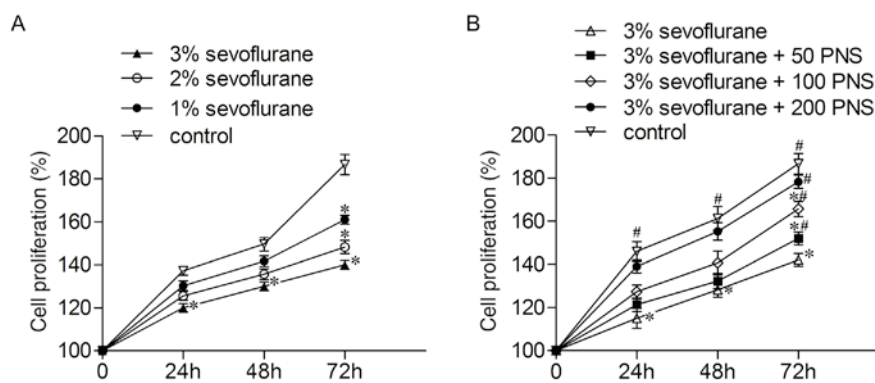 A
3% sevoflurane
2% sevoflurane
1% sevoflurane
control
Cell proliferation (%)
200
180
160
140
120
100
0
24h
48h
72h
*
*
*
*
*
B
3% sevoflurane
3% sevoflurane + 50 PNS
3% sevoflurane + 100 PNS
3% sevoflurane + 200 PNS
control
Cell proliferation (%)
200
180
160
140
120
100
0
24h
48h
72h
#
#
#
#
*#
*#
*
*
*